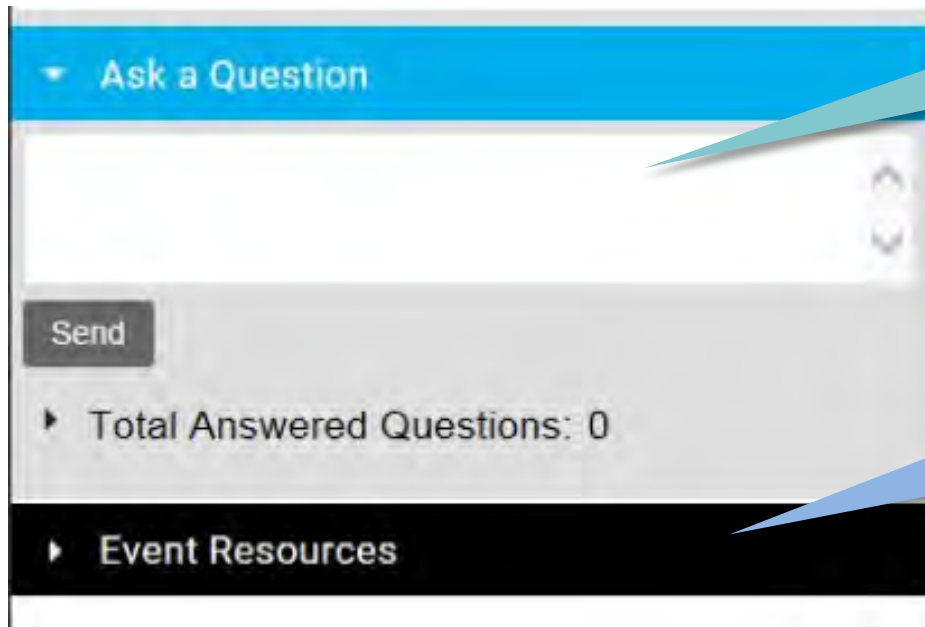 Ask a Question
Send
Total Answered Questions: 0
Event Resources